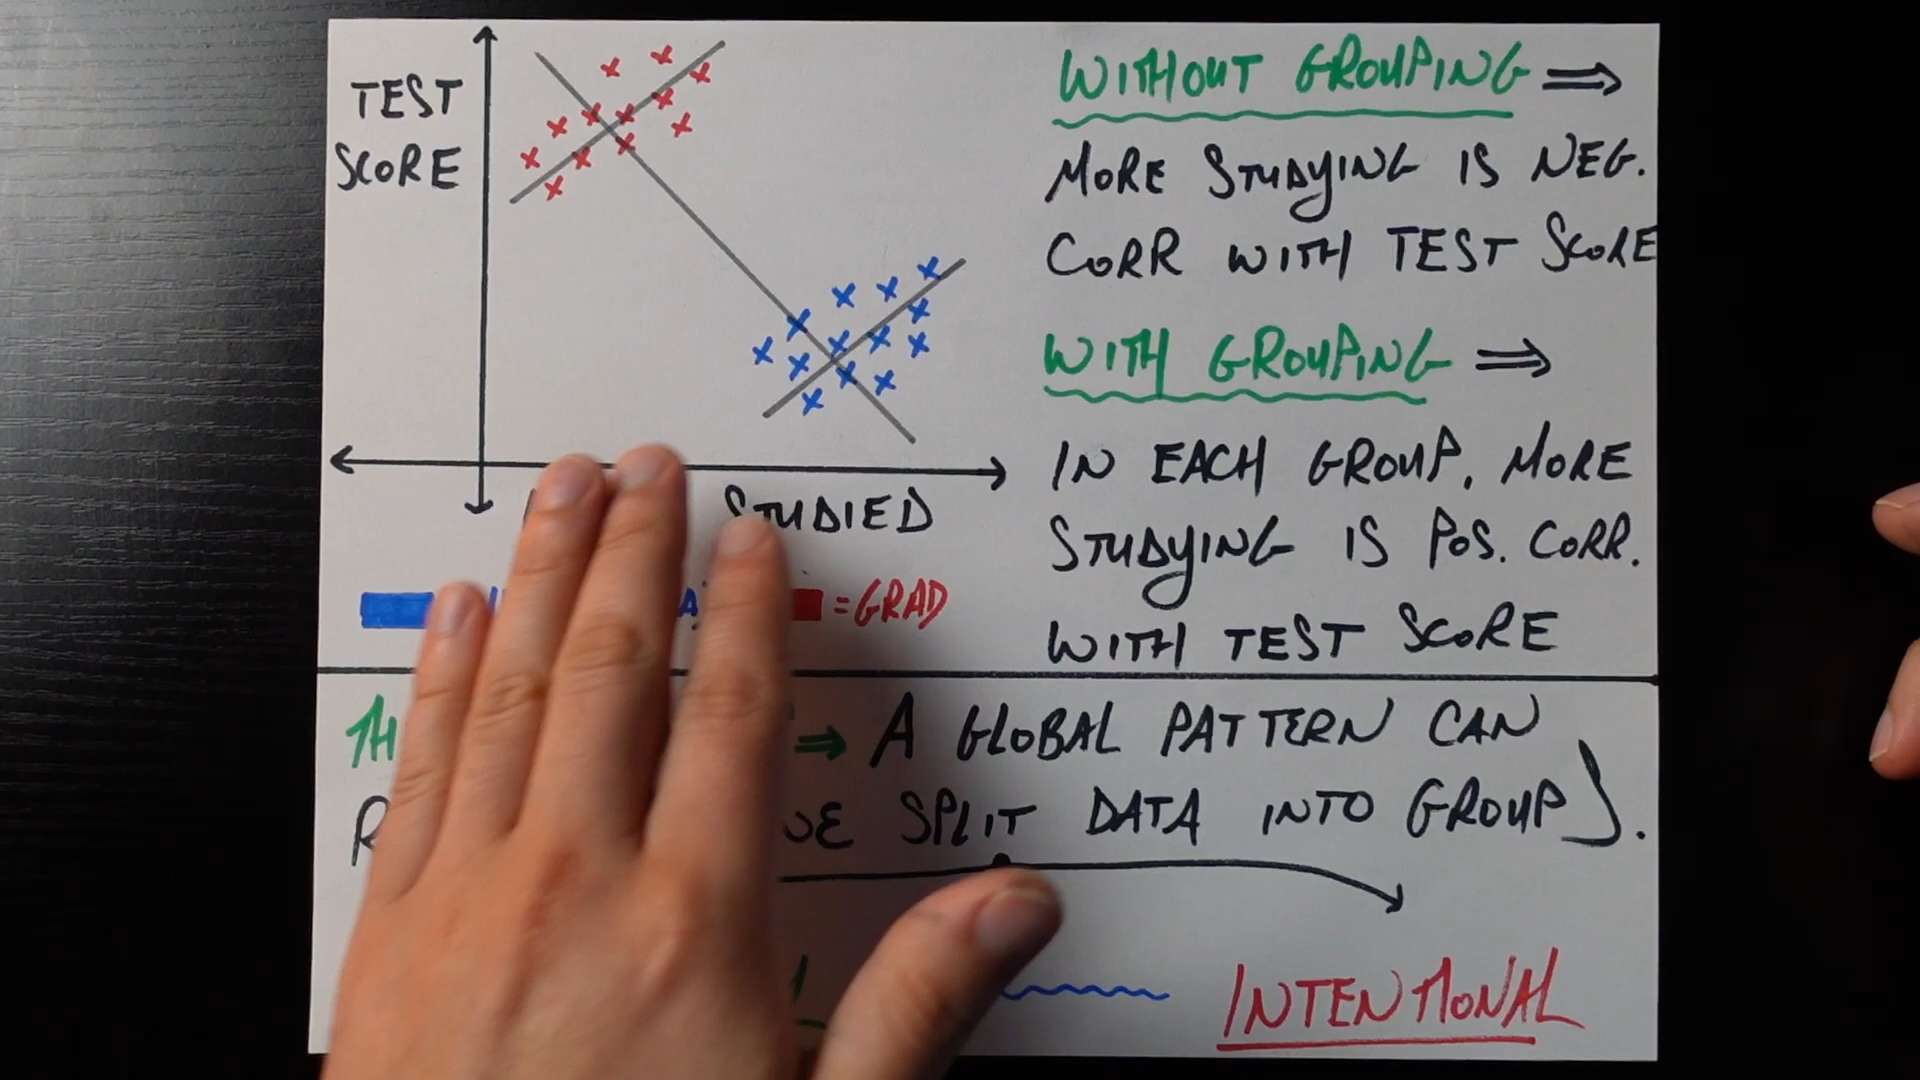 TEST
SCORE
STUDIED
= GRAD
WITHOUT GROUPING ⇒
MORE STUDYING IS NEG.
CORR WITH TEST SCORE
WITH GROUPING ⇒
IN EACH GROUP, MORE
STUDYING IS POS. CORR.
WITH TEST SCORE
⇒ A GLOBAL PATTERN CAN
SPLIT DATA INTO GROUPS.
INTENTIONAL